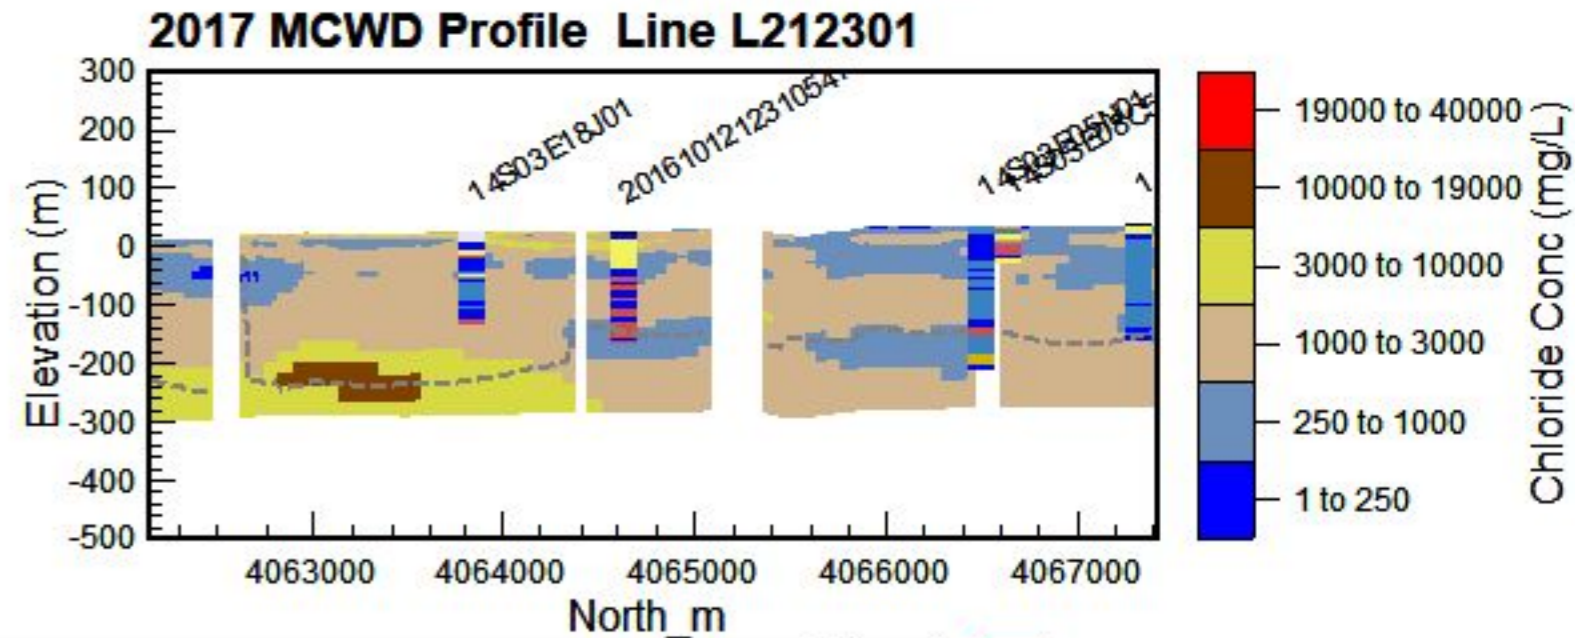 2017 MCWD Profile Line L212301
300
200
100
0
-100
-200
-300
-400
-500
Elevation (m)
14S03E18J01
1
4063000 4064000 4065000 4066000 4067000
North_m
19000 to 40000
10000 to 19000
3000 to 10000
1000 to 3000
250 to 1000
1 to 250
Chloride Conc (mg/L)